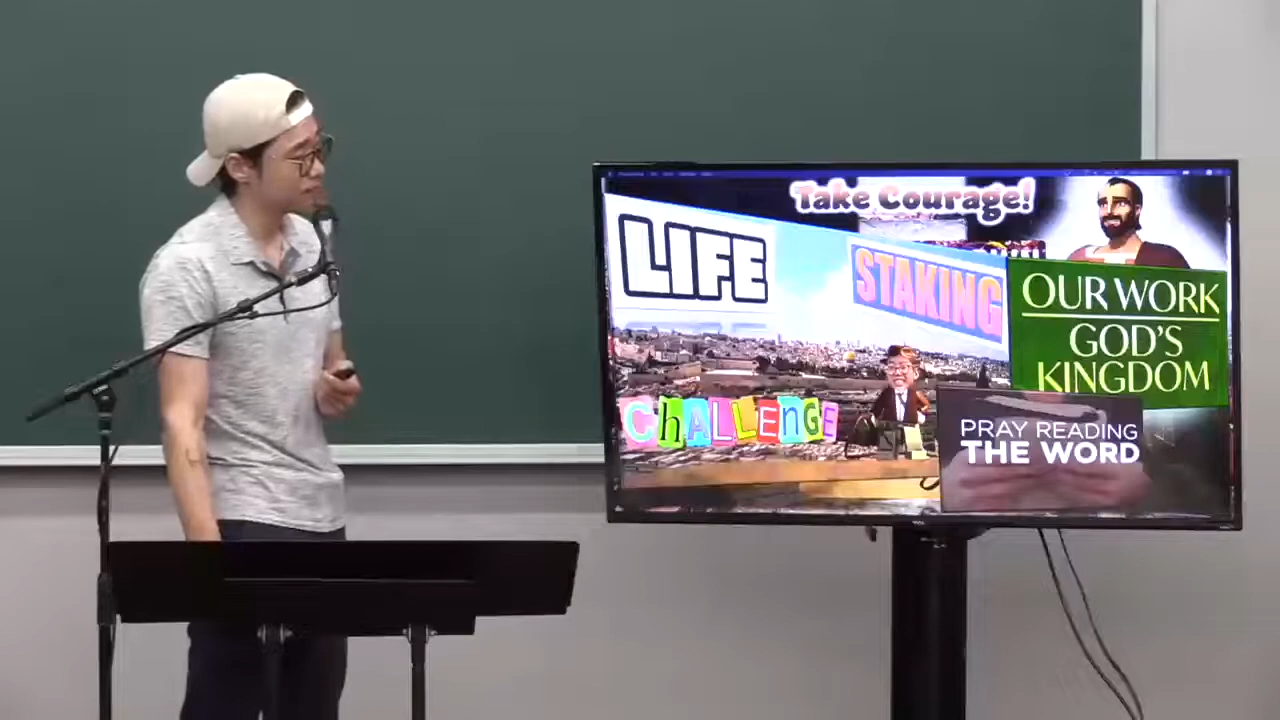 Take Courage!
LIFE
STAKING
OUR WORK
GOD'S
KINGDOM
CHALLENGE
PRAY READING
THE WORD